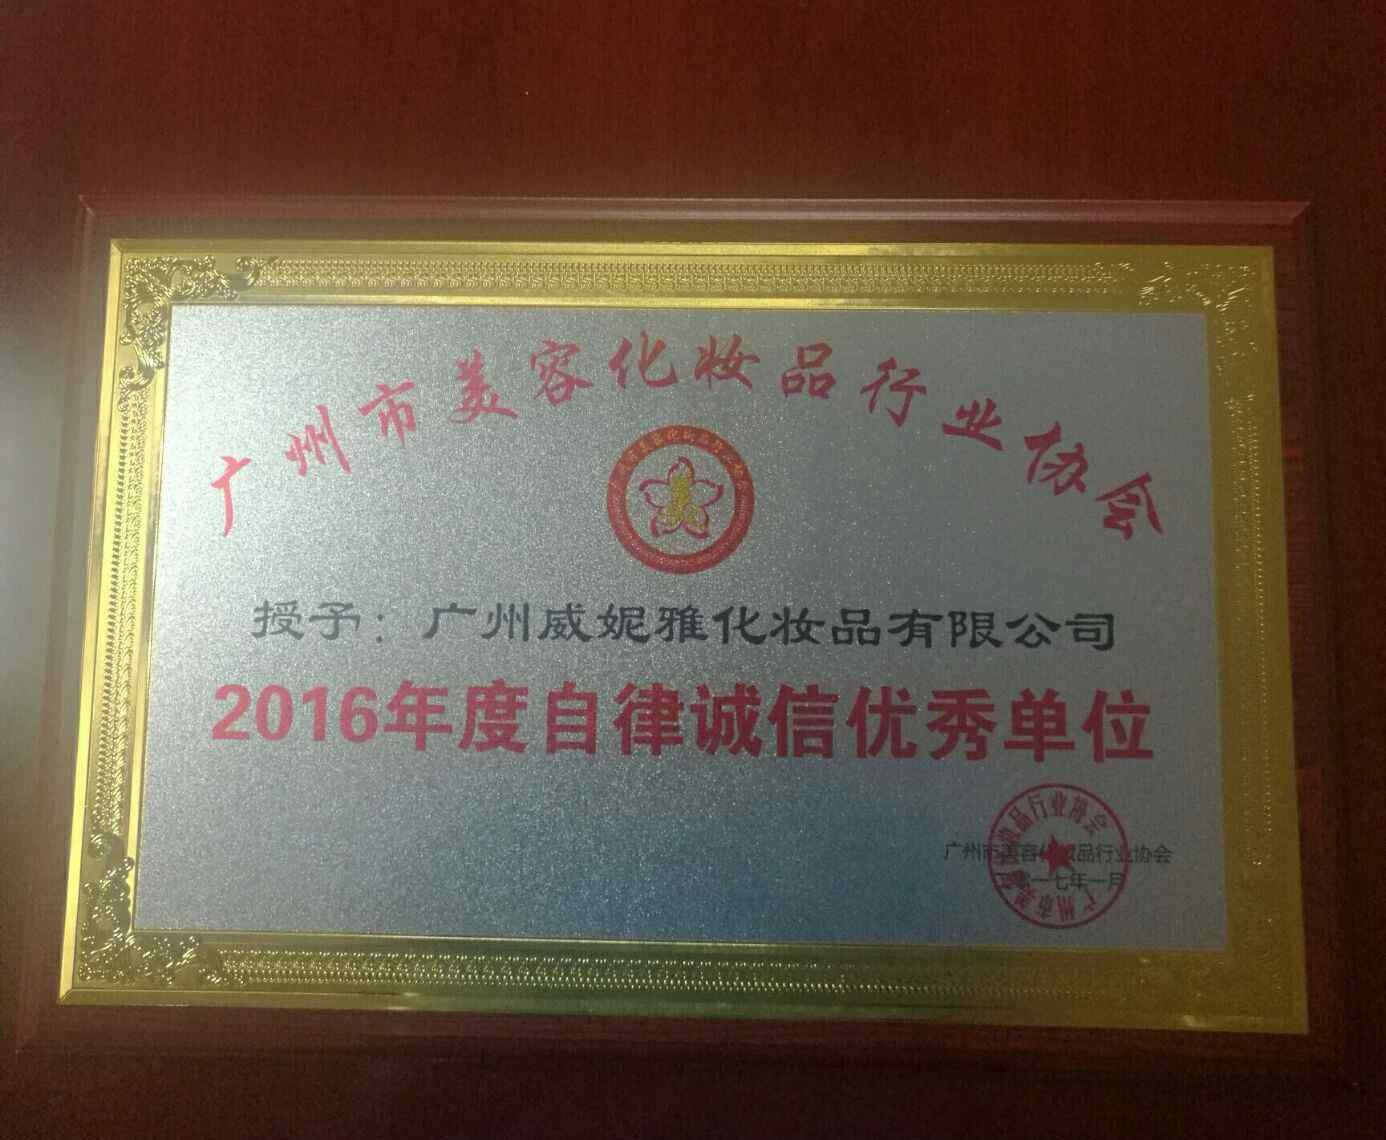 广州市美容化妆品行业协会
授予：广州威妮雅化妆品有限公司
2016年度自律诚信优秀单位
广州市美容化妆品行业协会
一七年一月